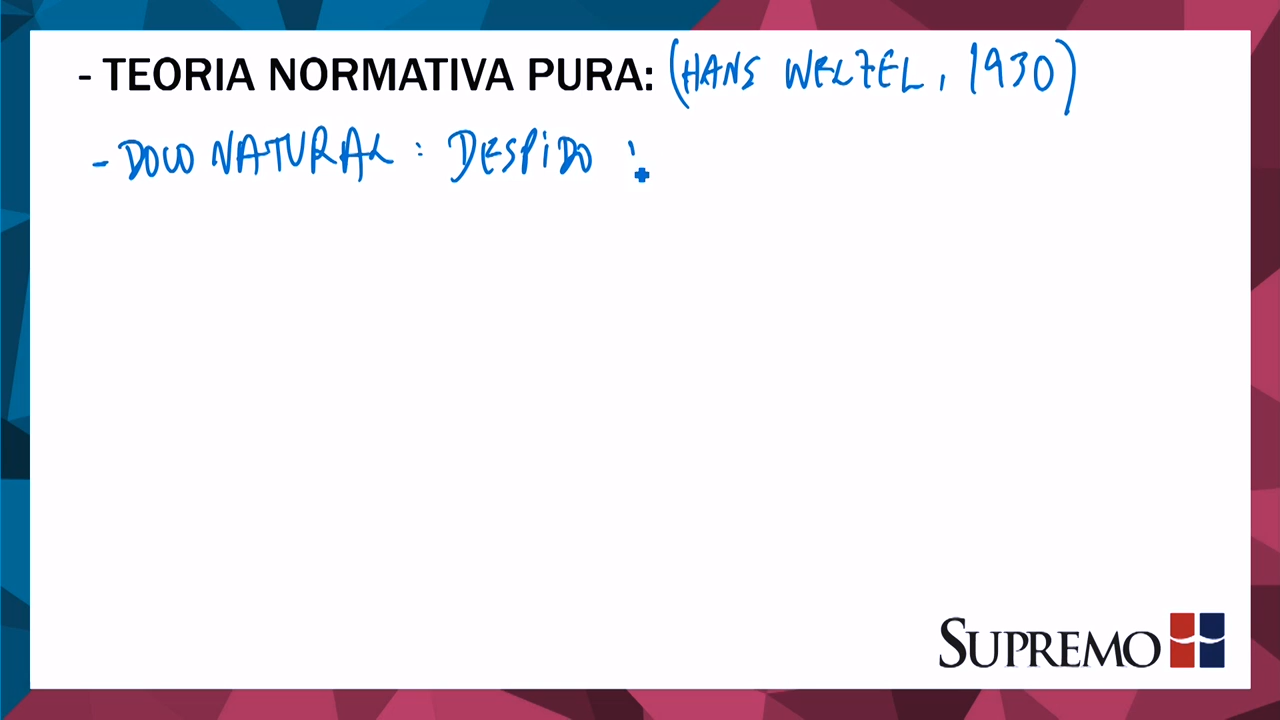 - TEORIA NORMATIVA PURA: (HANS WELZEL, 1930)
- DOLO NATURAL : DESPIDO
SUPREMO